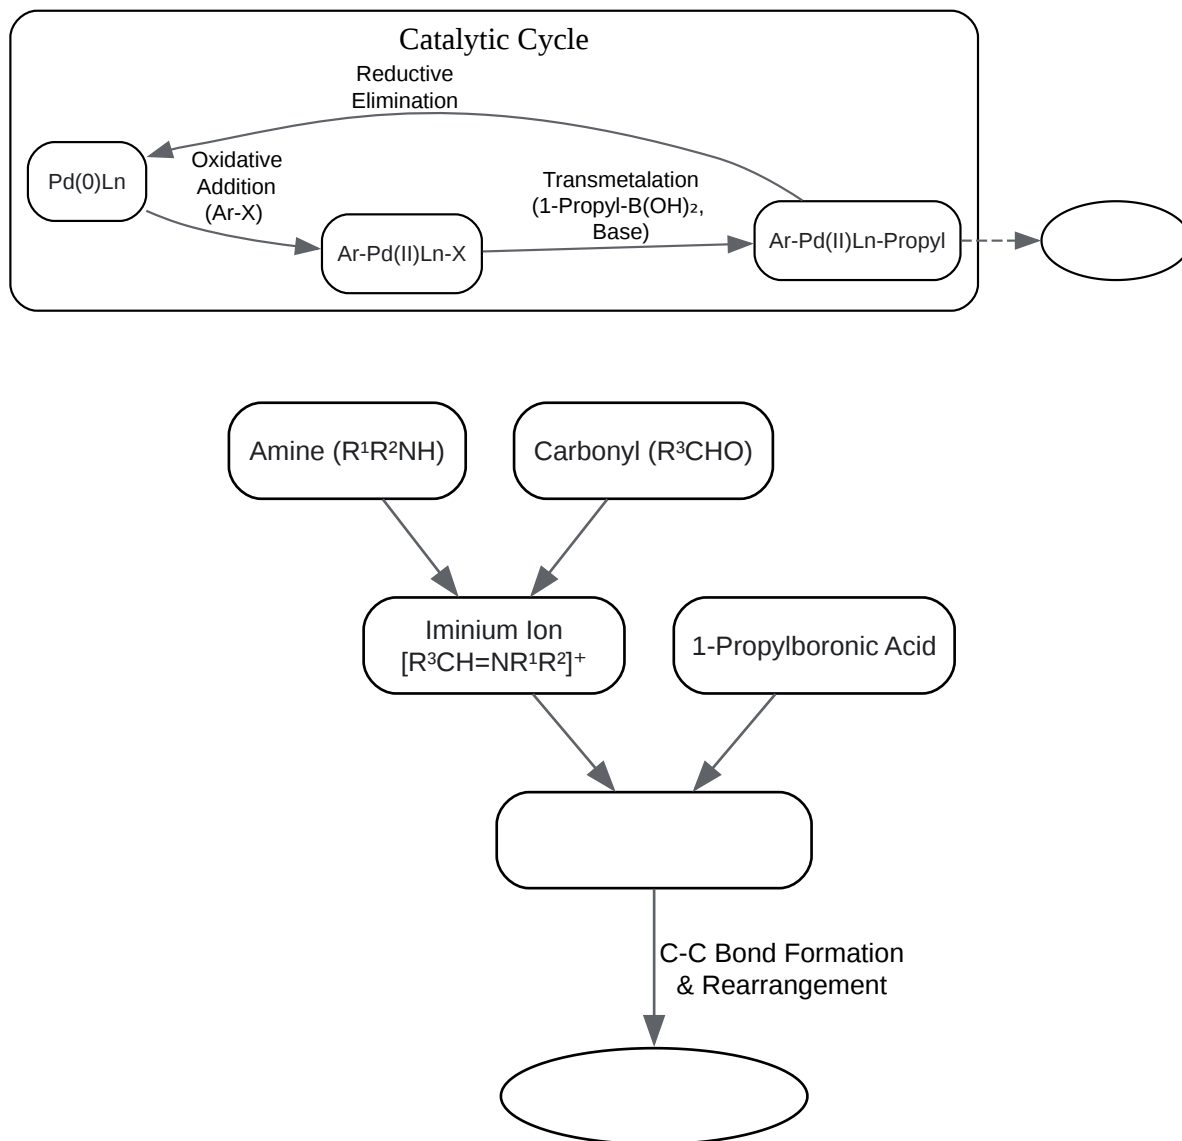 Catalytic Cycle
Reductive
Elimination
Pd(0)Ln
Oxidative
Addition
(Ar-X)
Ar-Pd(II)Ln-X
Transmetalation
(1-Propyl-B(OH)₂,
Base)
Ar-Pd(II)Ln-Propyl
Amine (R¹R²NH)
Carbonyl (R³CHO)
Iminium Ion
[R³CH=NR¹R²]⁺
1-Propylboronic Acid
C-C Bond Formation
& Rearrangement